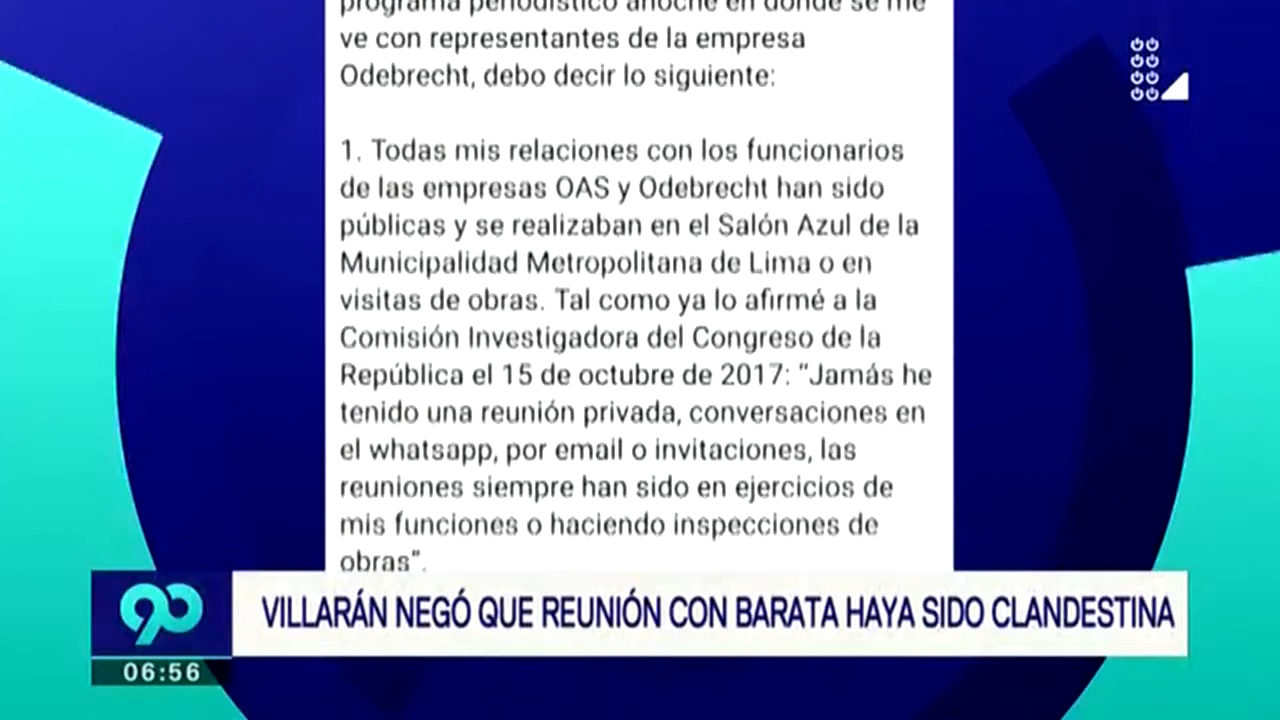 programa periodístico anoche en donde se me
ve con representantes de la empresa
Odebrecht, debo decir lo siguiente:
1. Todas mis relaciones con los funcionarios
de las empresas OAS y Odebrecht han sido
públicas y se realizaban en el Salón Azul de la
Municipalidad Metropolitana de Lima o en
visitas de obras. Tal como ya lo afirmé a la
Comisión Investigadora del Congreso de la
República el 15 de octubre de 2017: “Jamás he
tenido una reunión privada, conversaciones en
el whatsapp, por email o invitaciones, las
reuniones siempre han sido en ejercicios de
mis funciones o haciendo inspecciones de
obras”.
90
VILLARÁN NEGÓ QUE REUNIÓN CON BARATA HAYA SIDO CLANDESTINA
06:56